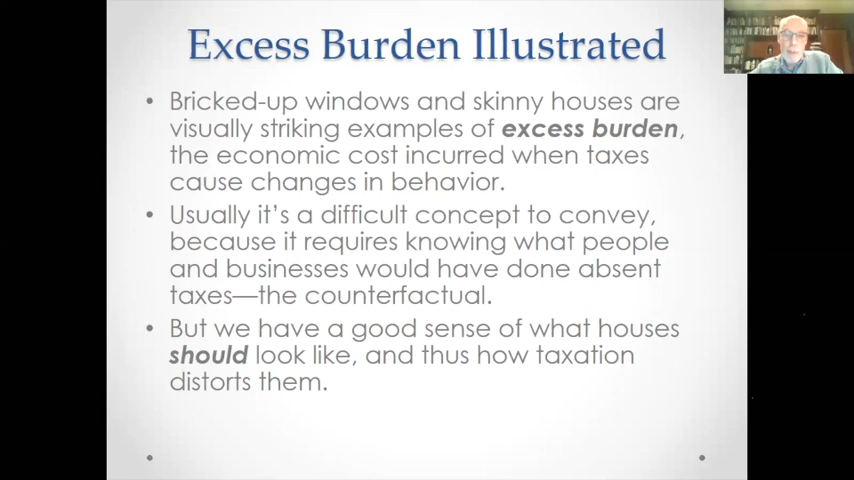 Excess Burden Illustrated
• Bricked-up windows and skinny houses are
visually striking examples of excess burden,
the economic cost incurred when taxes
cause changes in behavior.
• Usually it’s a difficult concept to convey,
because it requires knowing what people
and businesses would have done absent
taxes—the counterfactual.
• But we have a good sense of what houses
should look like, and thus how taxation
distorts them.